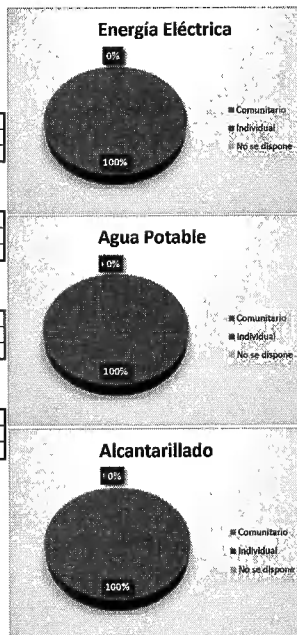 Energía Eléctrica
0%
100%
Comunitario
Individual
No se dispone
Agua Potable
0%
100%
Comunitario
Individual
No se dispone
Alcantarillado
0%
100%
Comunitario
Individual
No se dispone